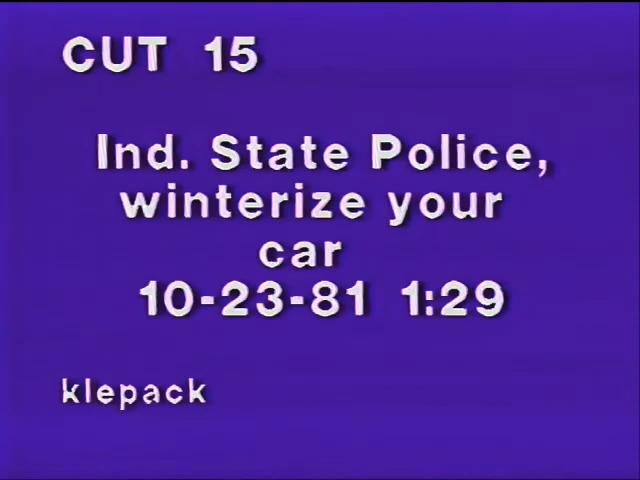 CUT 15
Ind. State Police,
winterize your
car
10-23-81 1:29
klepack